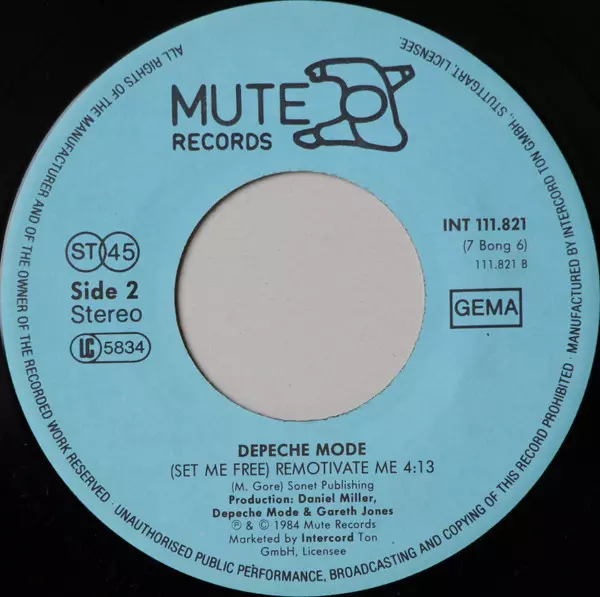 MUTE
RECORDS
ST 45
Side 2
Stereo
LC 5834
INT 111.821
(7 Bong 6)
111.821 B
GEMA
DEPECHE MODE
(SET ME FREE) REMOTIVATE ME 4:13
(M. Gore) Sonet Publishing
Production: Daniel Miller,
Depeche Mode & Gareth Jones
℗ & © 1984 Mute Records
Marketed by Intercord Ton
GmbH, Licensee
ALL RIGHTS OF THE MANUFACTURER AND OF THE OWNER OF THE RECORDED WORK RESERVED · UNAUTHORISED PUBLIC PERFORMANCE, BROADCASTING AND COPYING OF THIS RECORD PROHIBITED · MANUFACTURED BY INTERCORD TON GMBH, STUTTGART, LICENSEE.